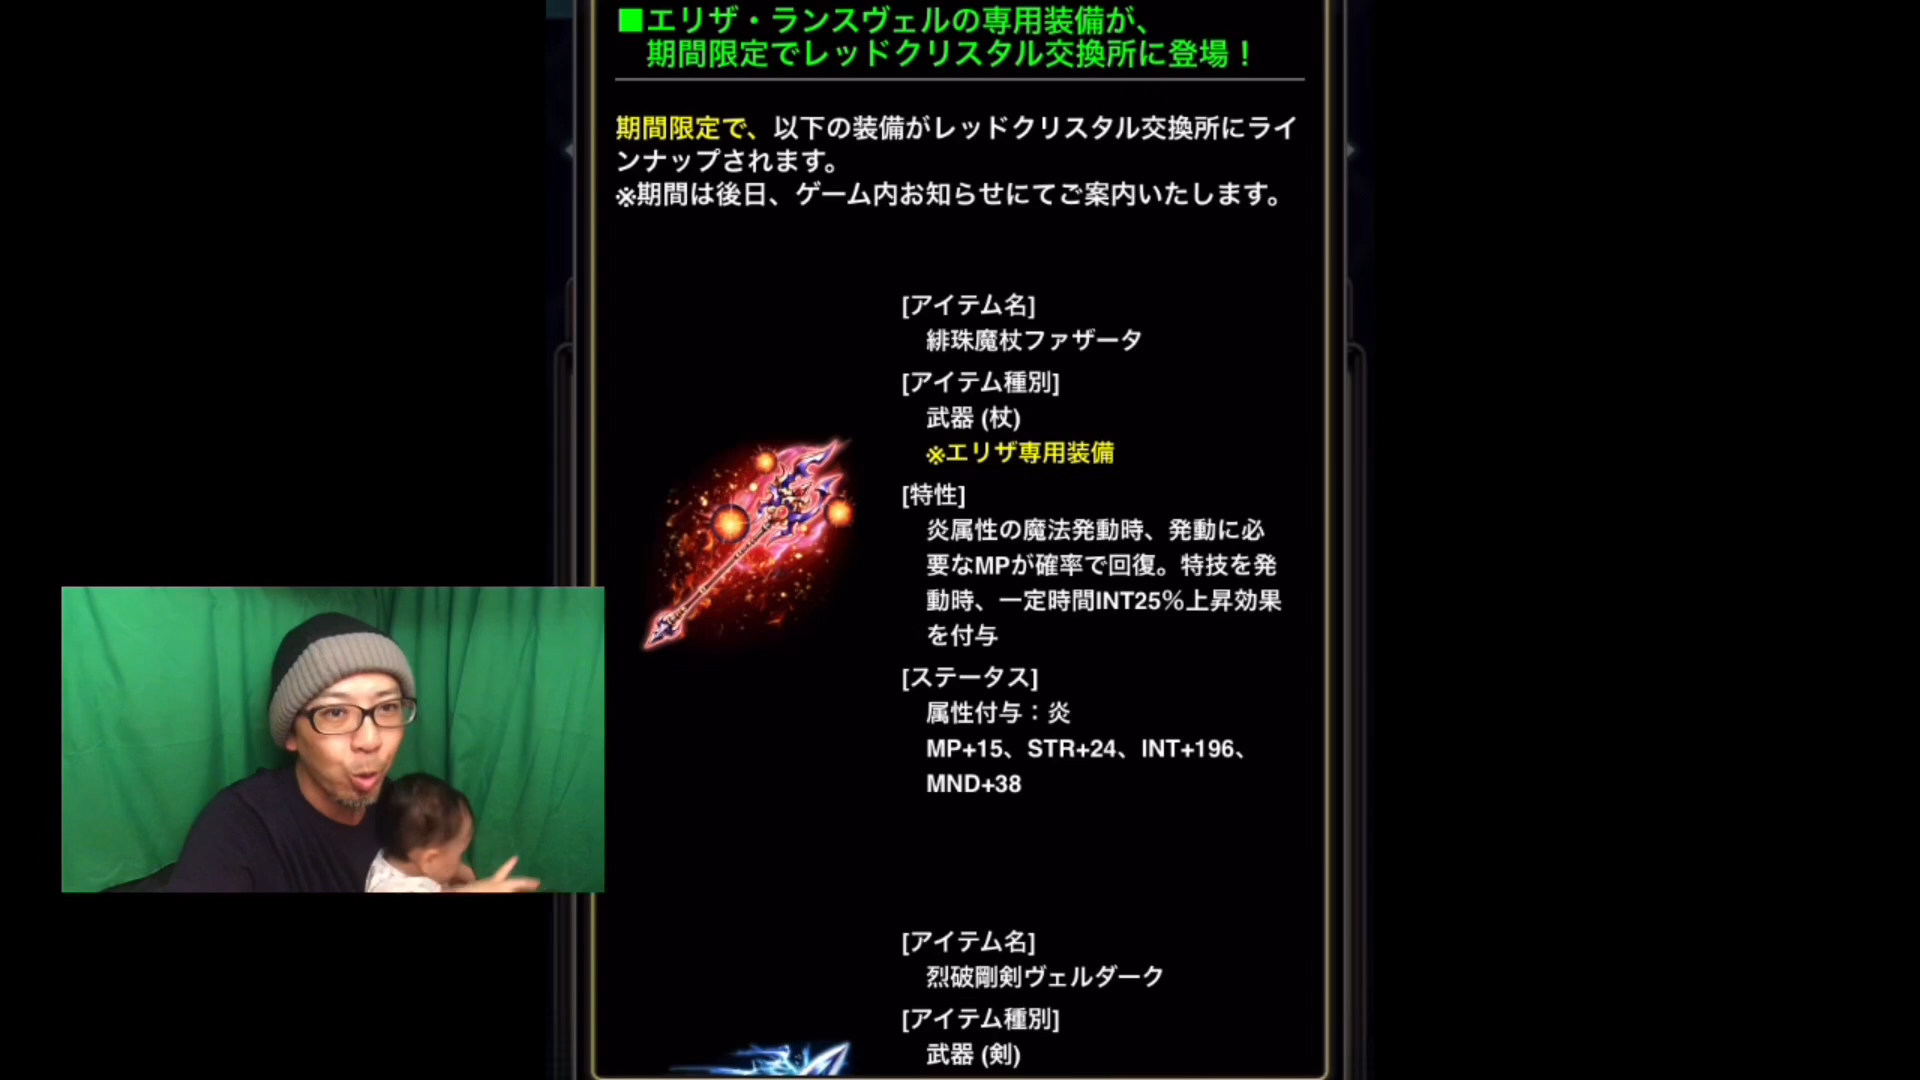 ■エリザ・ランスヴェルの専用装備が、
期間限定でレッドクリスタル交換所に登場！
期間限定で、以下の装備がレッドクリスタル交換所にライ
ンナップされます。
※期間は後日、ゲーム内お知らせにてご案内いたします。
[アイテム名]
緋珠魔杖ファザータ
[アイテム種別]
武器 (杖)
※エリザ専用装備
[特性]
炎属性の魔法発動時、発動に必
要なMPが確率で回復。特技を発
動時、一定時間INT25%上昇効果
を付与
[ステータス]
属性付与：炎
MP+15、STR+24、INT+196、
MND+38
[アイテム名]
烈破剛剣ヴェルダーク
[アイテム種別]
武器 (剣)